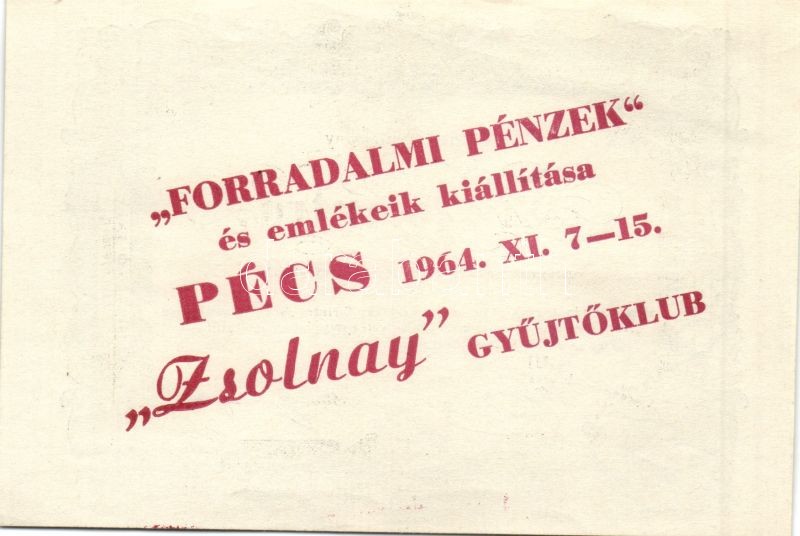 „FORRADALMI PÉNZEK“
és emlékeik kiállítása
PÉCS 1964. XI. 7—15.
„Zsolnay” GYŰJTŐKLUB